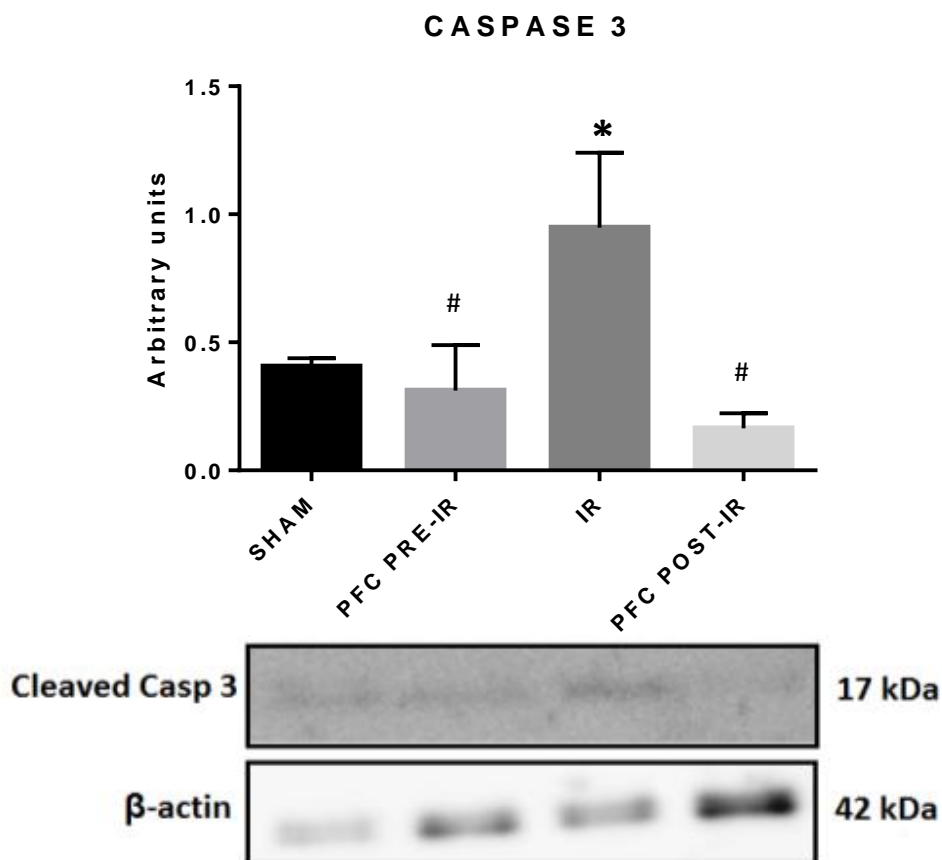 CASPASE 3
1.5
1.0
0.5
0.0
Arbitrary units
*
#
#
SHAM
PFC PRE-IR
IR
PFC POST-IR
Cleaved Casp 3
17 kDa
β-actin
42 kDa